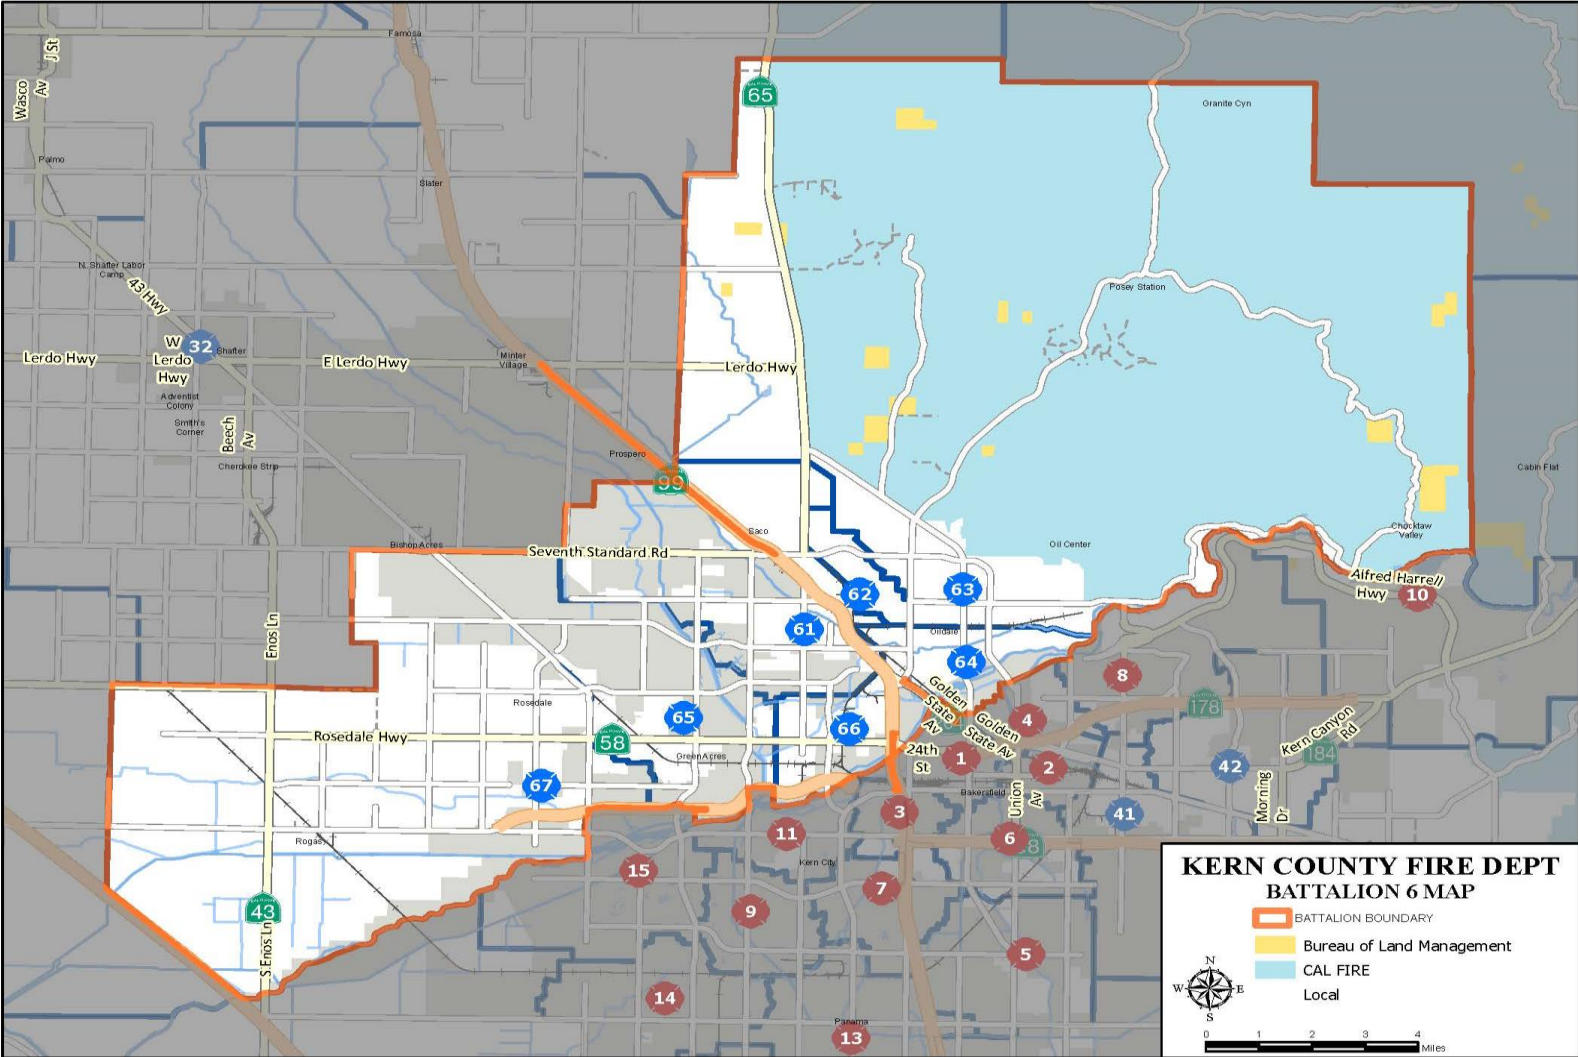 Famosa
J St
Wasco
Av
65
Granite Cyn
Palmo
Slater
N. Shafter Labor
Camp
43 Hwy
Posey Station
W
Lerdo
Hwy
32
Shafter
Lerdo Hwy
E Lerdo Hwy
Minter
Village
Lerdo Hwy
Adventist
Colony
Smith's
Corner
Beech
Av
Cherokee Strip
Prospero
99
Cabin Flat
Saco
Chocktaw
Valley
Bishop Acres
Seventh Standard Rd
Oil Center
Alfred Harrell
Hwy
10
62
63
61
Oildale
Enos Ln
64
8
Golden
State
Av
Golden
State Av
4
178
Rosedale
65
66
Kern Canyon
Rd
184
Rosedale Hwy
58
Green Acres
24th
St
1
2
42
67
Bakersfield
Union
Av
Morning
Dr
3
41
11
6
Rogas
Kern City
15
7
43
9
S Enos Ln
5
14
Panama
13
KERN COUNTY FIRE DEPT
BATTALION 6 MAP
BATTALION BOUNDARY
Bureau of Land Management
CAL FIRE
Local
N
W
E
S
0 1 2 3 4
Miles